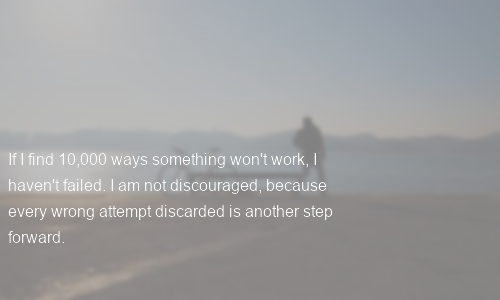 If I find 10,000 ways something won't work, I
haven't failed. I am not discouraged, because
every wrong attempt discarded is another step
forward.